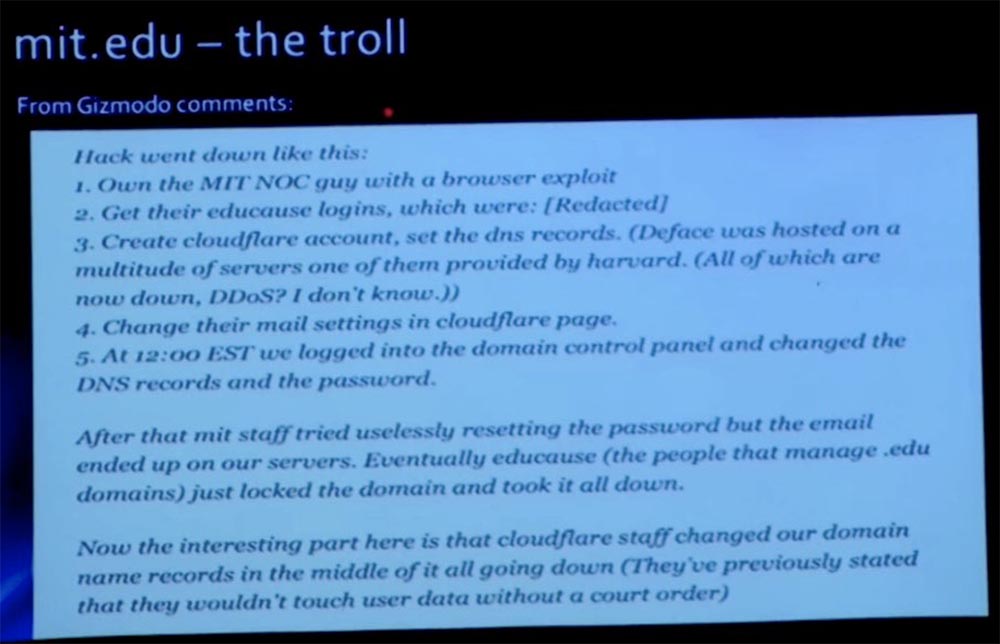 mit.edu – the troll
From Gizmodo comments:
Hack went down like this:
1. Own the MIT NOC guy with a browser exploit
2. Get their educause logins, which were: [Redacted]
3. Create cloudflare account, set the dns records. (Deface was hosted on a
multitude of servers one of them provided by harvard. (All of which are
now down, DDoS? I don't know.))
4. Change their mail settings in cloudflare page.
5. At 12:00 EST we logged into the domain control panel and changed the
DNS records and the password.
After that mit staff tried uselessly resetting the password but the email
ended up on our servers. Eventually educause (the people that manage .edu
domains) just locked the domain and took it all down.
Now the interesting part here is that cloudflare staff changed our domain
name records in the middle of it all going down (They've previously stated
that they wouldn't touch user data without a court order)